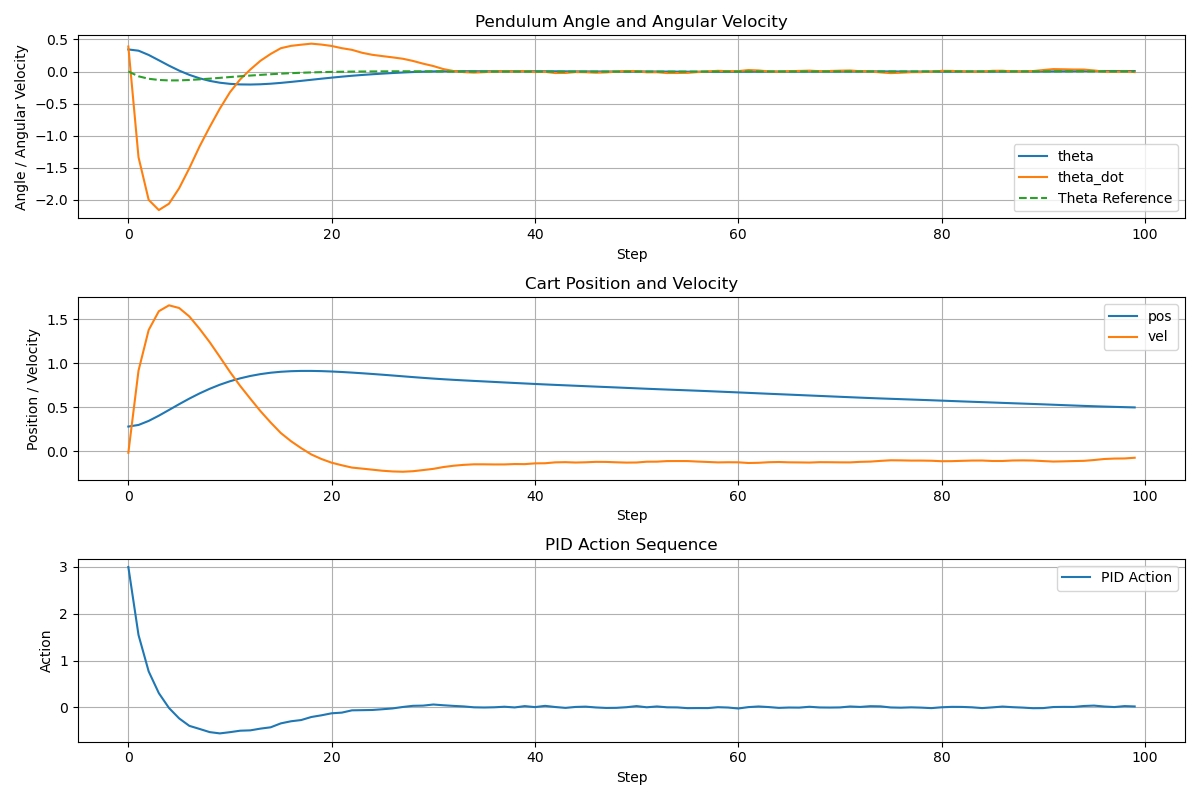 Pendulum Angle and Angular Velocity
Angle / Angular Velocity
0.5
0.0
−0.5
−1.0
−1.5
−2.0
theta
theta_dot
Theta Reference
0 20 40 60 80 100
Step
Cart Position and Velocity
Position / Velocity
1.5
1.0
0.5
0.0
pos
vel
0 20 40 60 80 100
Step
PID Action Sequence
Action
3
2
1
0
PID Action
0 20 40 60 80 100
Step